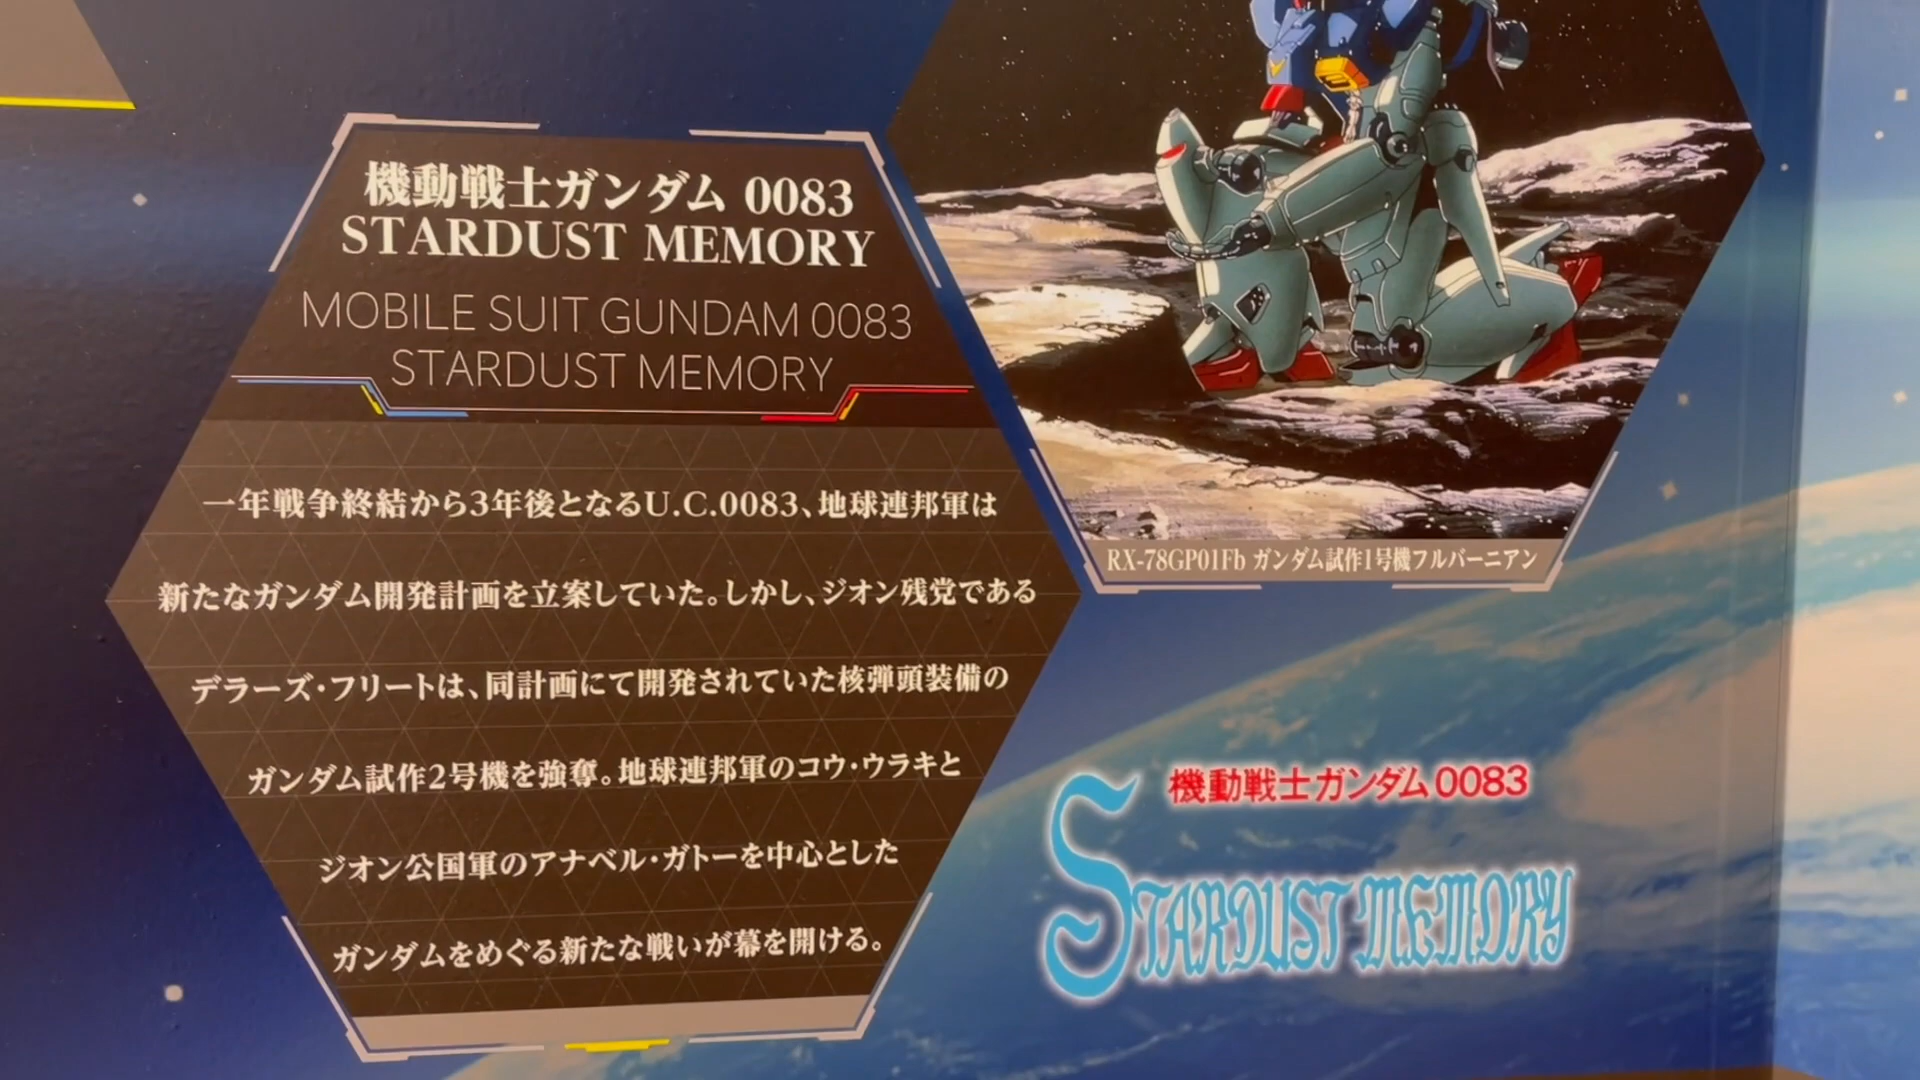 機動戦士ガンダム 0083
STARDUST MEMORY
MOBILE SUIT GUNDAM 0083
STARDUST MEMORY
一年戦争終結から3年後となるU.C.0083、地球連邦軍は
新たなガンダム開発計画を立案していた。しかし、ジオン残党である
デラーズ・フリートは、同計画にて開発されていた核弾頭装備の
ガンダム試作2号機を強奪。地球連邦軍のコウ・ウラキと
ジオン公国軍のアナベル・ガトーを中心とした
ガンダムをめぐる新たな戦いが幕を開ける。
RX-78GP01Fb ガンダム試作1号機フルバーニアン
機動戦士ガンダム0083
STARDUST MEMORY